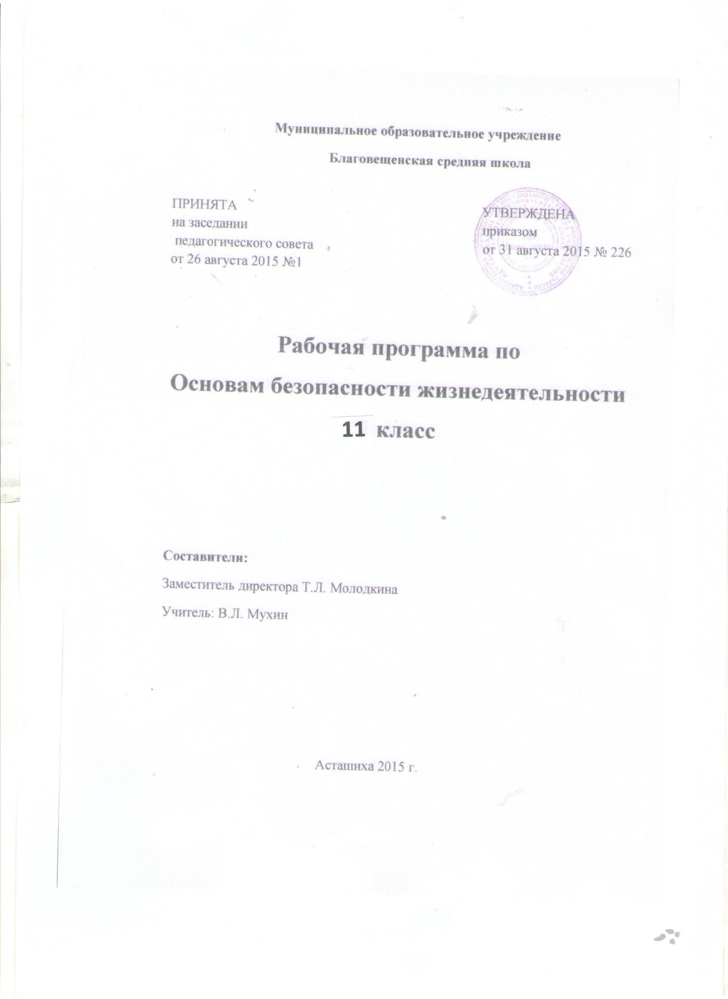 Муниципальное образовательное учреждение
Благовещенская средняя школа
ПРИНЯТА
на заседании
педагогического совета
от 26 августа 2015 №1
УТВЕРЖДЕНА
приказом
от 31 августа 2015 № 226
Рабочая программа по
Основам безопасности жизнедеятельности
11 класс
Составители:
Заместитель директора Т.Л. Молодкина
Учитель: В.Л. Мухин
Асташиха 2015 г.